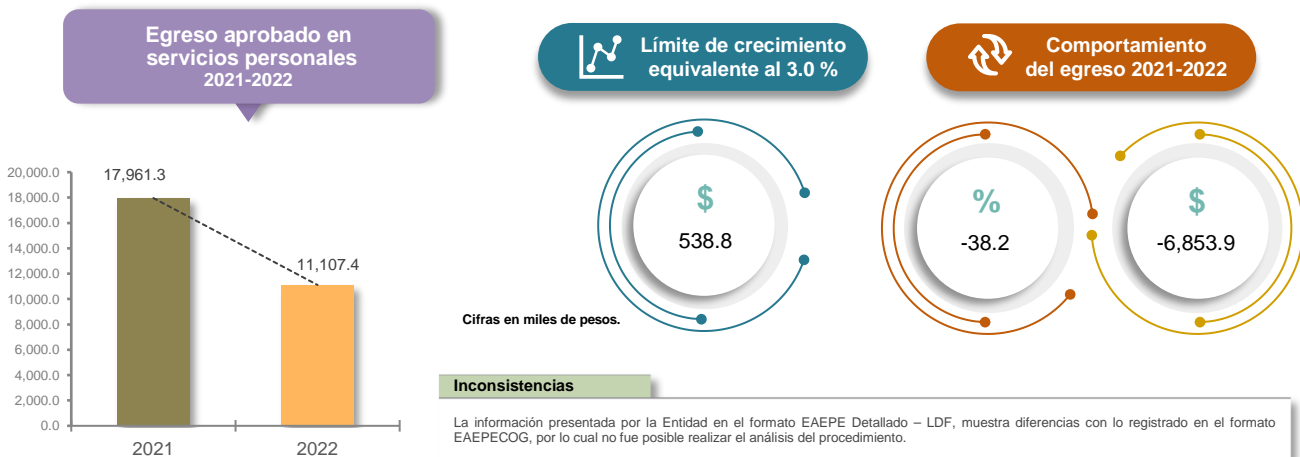 Egreso aprobado en
servicios personales
2021-2022
Límite de crecimiento
equivalente al 3.0 %
Comportamiento
del egreso 2021-2022
20,000.0
18,000.0
16,000.0
14,000.0
12,000.0
10,000.0
8,000.0
6,000.0
4,000.0
2,000.0
0.0
17,961.3
11,107.4
2021
2022
$
538.8
%
-38.2
$
-6,853.9
Cifras en miles de pesos.
Inconsistencias
La información presentada por la Entidad en el formato EAEPE Detallado – LDF, muestra diferencias con lo registrado en el formato
EAEPECOG, por lo cual no fue posible realizar el análisis del procedimiento.